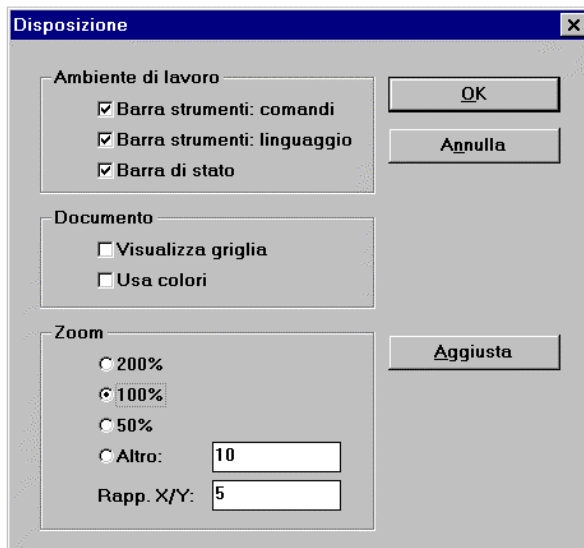 Disposizione
Ambiente di lavoro
Barra strumenti: comandi
Barra strumenti: linguaggio
Barra di stato
OK
Annulla
Documento
Visualizza griglia
Usa colori
Zoom
200%
100%
50%
Altro: 10
Rapp. X/Y: 5
Aggiusta